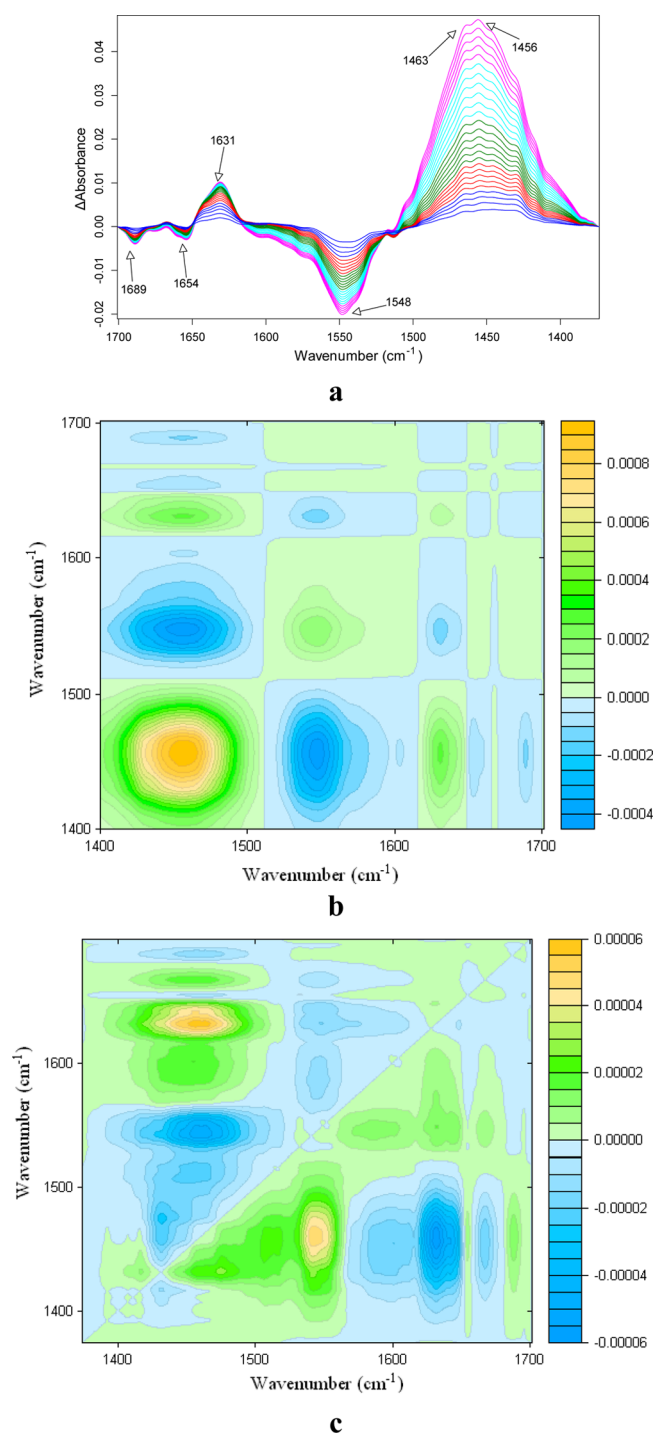 0.04
0.03
0.02
0.01
0.00
-0.01
-0.02
ΔAbsorbance
1463
1456
1631
1689
1654
1548
1700 1650 1600 1550 1500 1450 1400
Wavenumber (cm⁻¹)
a
1700
1600
1500
1400
Wavenumber (cm⁻¹)
1400 1500 1600 1700
Wavenumber (cm⁻¹)
0.0008
0.0006
0.0004
0.0002
0.0000
-0.0002
-0.0004
b
1600
1500
1400
Wavenumber (cm⁻¹)
1400 1500 1600 1700
Wavenumber (cm⁻¹)
0.00006
0.00004
0.00002
0.00000
-0.00002
-0.00004
-0.00006
c